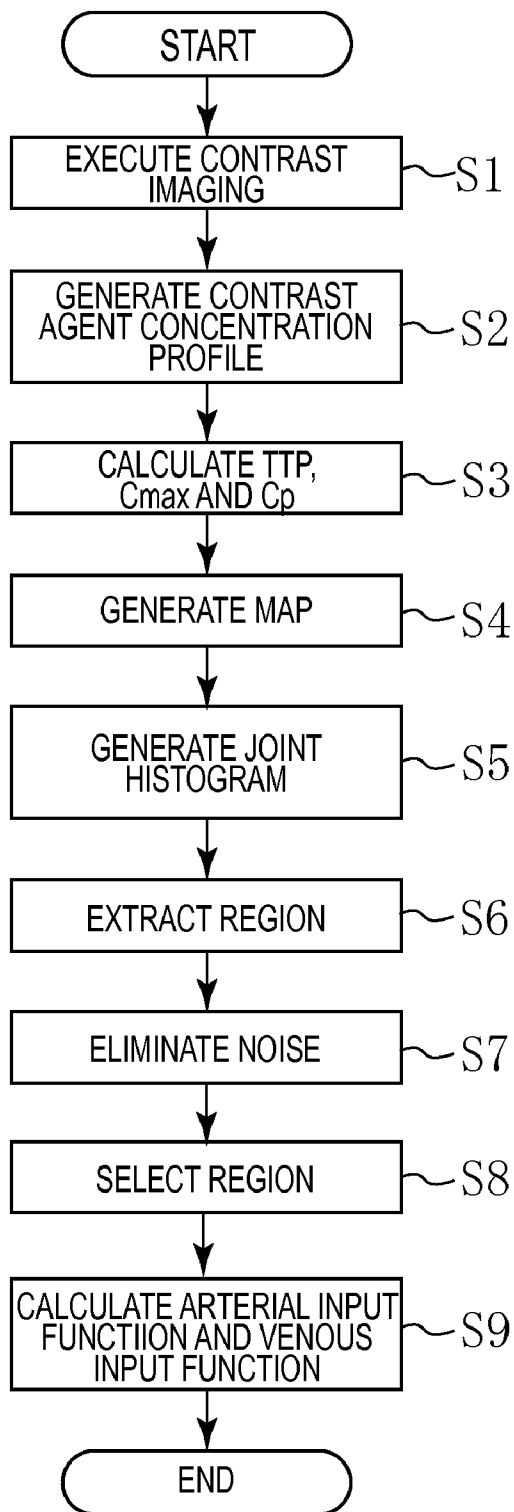 START
EXECUTE CONTRAST
IMAGING
S1
GENERATE CONTRAST
AGENT CONCENTRATION
PROFILE
S2
CALCULATE TTP,
Cmax AND Cp
S3
GENERATE MAP
S4
GENERATE JOINT
HISTOGRAM
S5
EXTRACT REGION
S6
ELIMINATE NOISE
S7
SELECT REGION
S8
CALCULATE ARTERIAL INPUT
FUNCTIION AND VENOUS
INPUT FUNCTION
S9
END